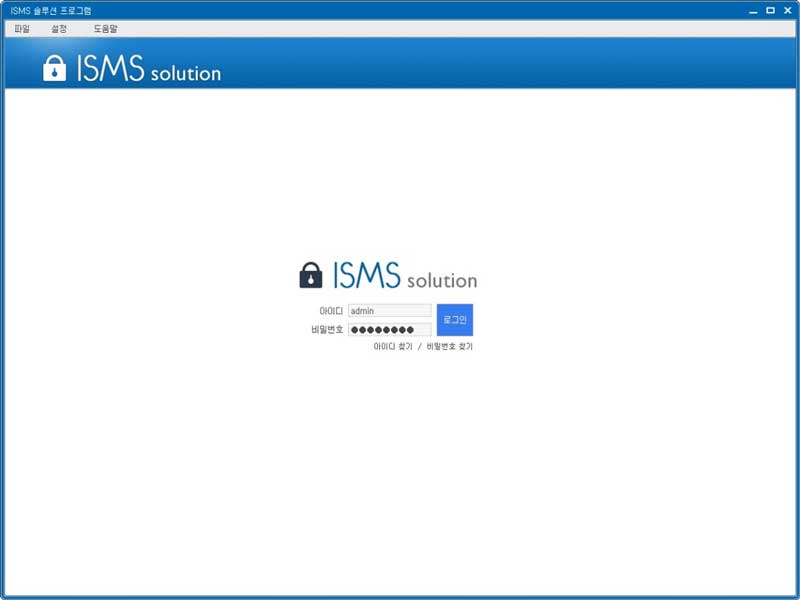 ISMS 솔루션 프로그램
파일 설정 도움말
ISMS solution
ISMS solution
아이디 admin
로그인
비밀번호 ●●●●●●●●
아이디 찾기 / 비밀번호 찾기